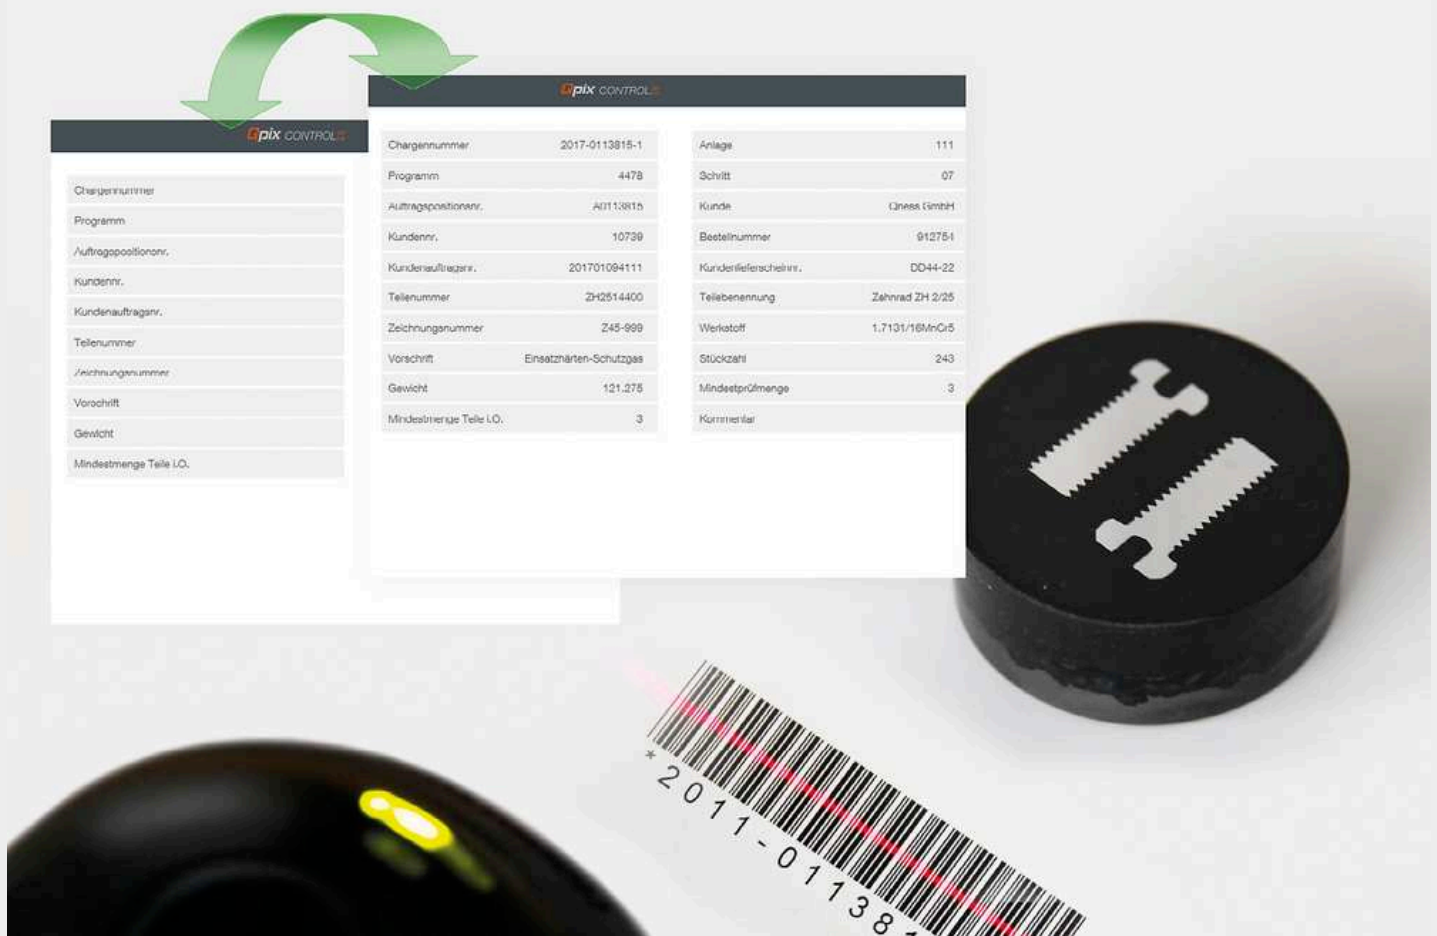 Qpix CONTROL
Chargennummer
Programm
Auftragspositionsnr.
Kundennr.
Kundenauftragsnr.
Teilenummer
Zeichnungsnummer
Vorschrift
Gewicht
Mindestmenge Teile i.O.
Qpix CONTROL
Chargennummer 2017-0113815-1
Programm 4478
Auftragspositionsnr. A0113815
Kundennr. 10739
Kundenauftragsnr. 201701094111
Teilenummer ZH2514400
Zeichnungsnummer Z45-999
Vorschrift Einsatzhärten-Schutzgas
Gewicht 121.275
Mindestmenge Teile i.O. 3
Anlage 111
Schritt 07
Kunde Qness GmbH
Bestellnummer 912754
Kundenlieferscheinnr. DD44-22
Teilebenennung Zahnrad ZH 2/25
Werkstoff 1.7131/16MnCr5
Stückzahl 243
Mindestprüfmenge 3
Kommentar
*2011-01138